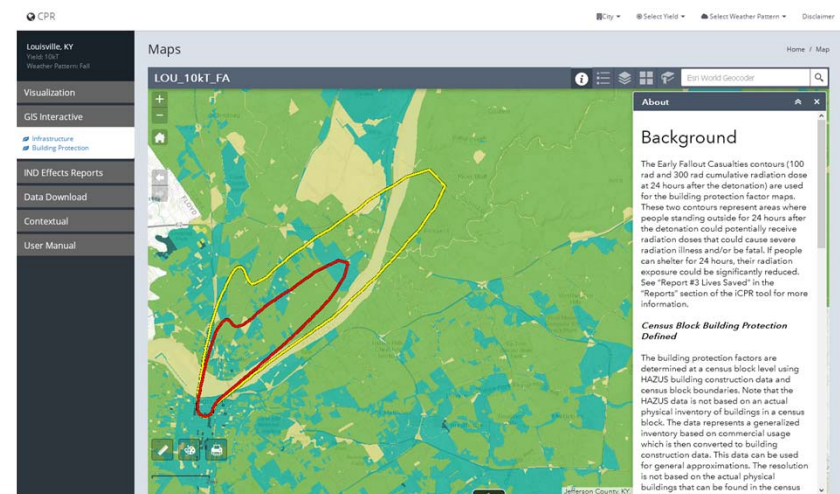 CPR
City
Select Yield
Select Weather Pattern
Disclaimer
Louisville, KY
Yield: 10kT
Weather Pattern: Fall
Visualization
GIS Interactive
Infrastructure
Building Protection
IND Effects Reports
Data Download
Contextual
User Manual
Maps
Home / Map
LOU_10kT_FA
Esri World Geocoder
+
−
FLOYD
Jefferson County, KY
About
Background
The Early Fallout Casualties contours (100
rad and 300 rad cumulative radiation dose
at 24 hours after the detonation) are used
for the building protection factor maps.
These two contours represent areas where
people standing outside for 24 hours after
the detonation could potentially receive
radiation doses that could cause severe
radiation illness and/or be fatal. If people
can shelter for 24 hours, their radiation
exposure could be significantly reduced.
See "Report #3 Lives Saved" in the
"Reports" section of the iCPR tool for more
information.
Census Block Building Protection
Defined
The building protection factors are
determined at a census block level using
HAZUS building construction data and
census block boundaries. Note that the
HAZUS data is not based on an actual
physical inventory of buildings in a census
block. The data represents a generalized
inventory based on commercial usage
which is then converted to building
construction data. This data can be used
for general approximations. The resolution
is not based on the actual physical
buildings that can be found in the census